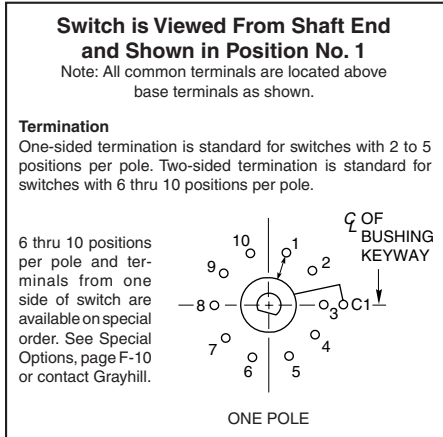 Switch is Viewed From Shaft End
and Shown in Position No. 1
Note: All common terminals are located above
base terminals as shown.
Termination
One-sided termination is standard for switches with 2 to 5
positions per pole. Two-sided termination is standard for
switches with 6 thru 10 positions per pole.
6 thru 10 positions
per pole and ter-
minals from one
side of switch are
available on special
order. See Special
Options, page F-10
or contact Grayhill.
℄ OF
BUSHING
KEYWAY
10
1
9
2
8
3
C1
7
4
6
5
ONE POLE